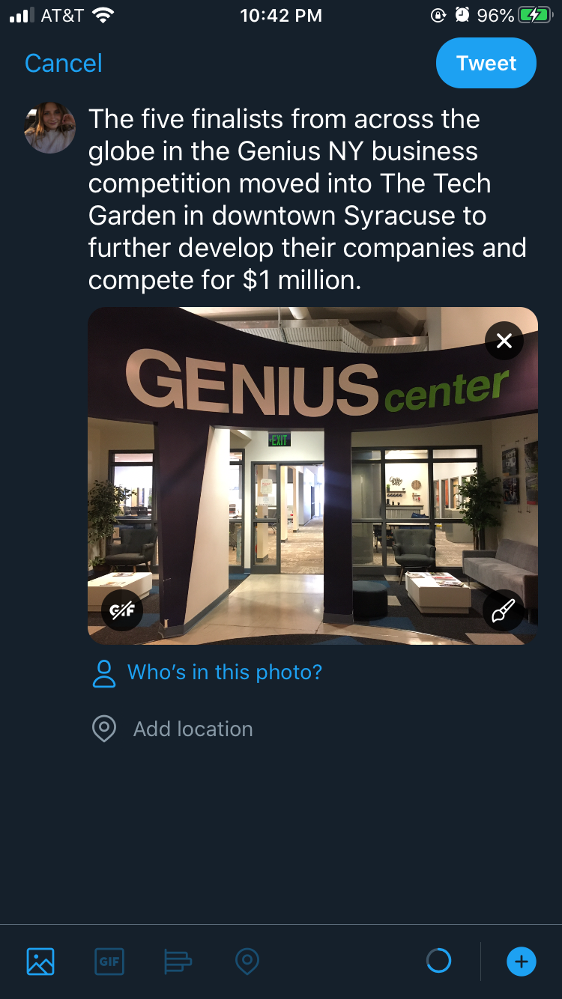 AT&T 10:42 PM 96%
Cancel Tweet
The five finalists from across the
globe in the Genius NY business
competition moved into The Tech
Garden in downtown Syracuse to
further develop their companies and
compete for $1 million.
GENIUS center
EXIT
GIF
Who's in this photo?
Add location
GIF